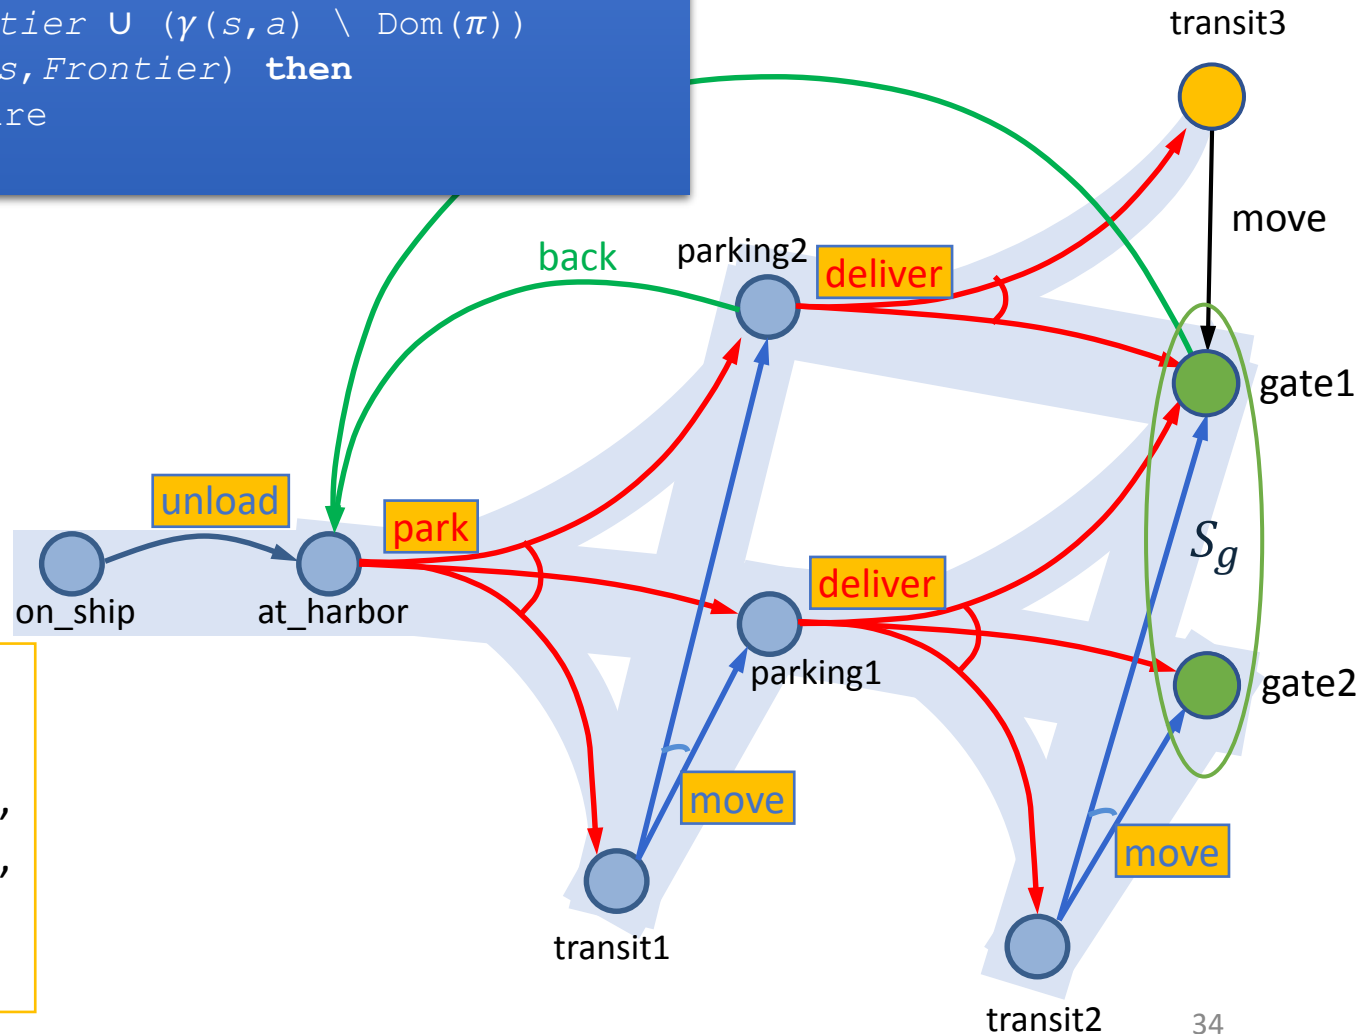 tier ∪ (γ(s,a) \ Dom(π))
s,Frontier) then
re
transit3
move
parking2
deliver
back
gate1
unload
park
S_g
deliver
on_ship
at_harbor
parking1
gate2
move
move
,
,
transit1
transit2
34